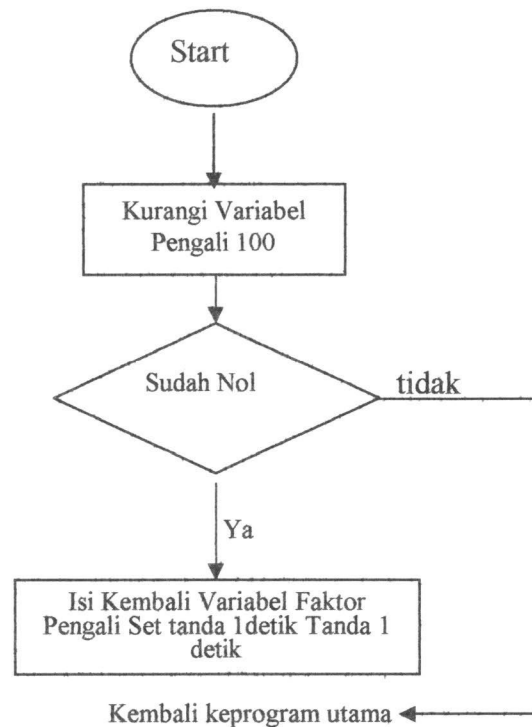 Start
Kurangi Variabel
Pengali 100
Sudah Nol
tidak
Ya
Isi Kembali Variabel Faktor
Pengali Set tanda 1detik Tanda 1
detik
Kembali keprogram utama